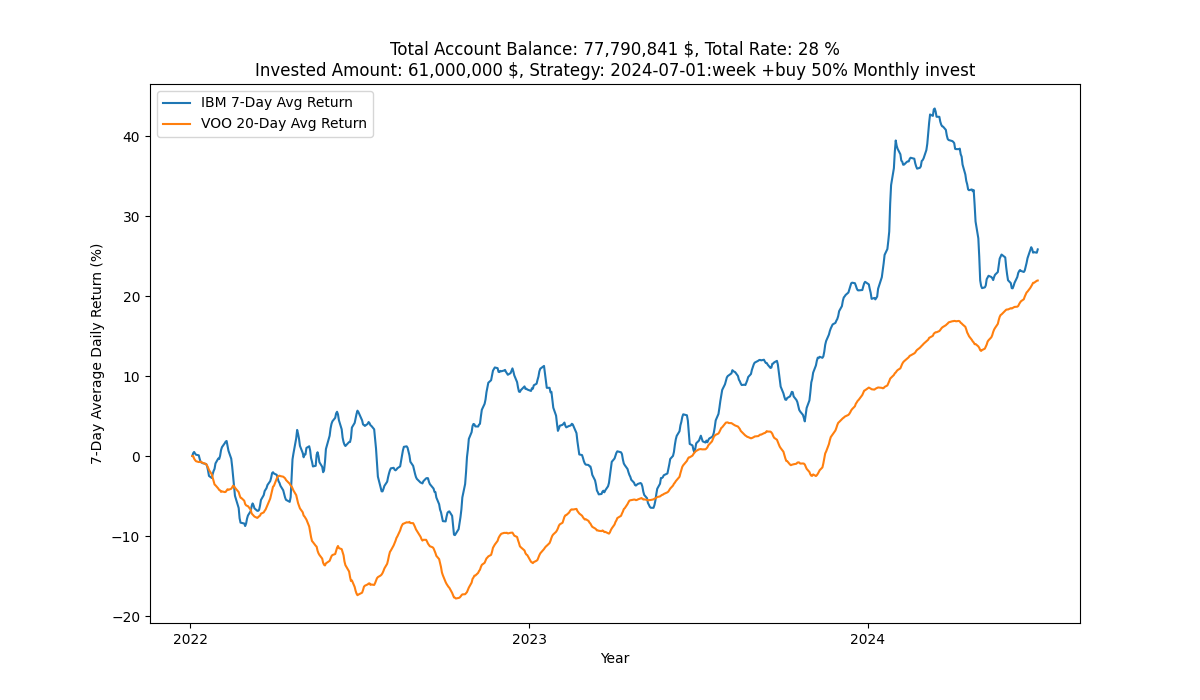 Total Account Balance: 77,790,841 $, Total Rate: 28 %
Invested Amount: 61,000,000 $, Strategy: 2024-07-01:week +buy 50% Monthly invest
IBM 7-Day Avg Return
VOO 20-Day Avg Return
7-Day Average Daily Return (%)
40
30
20
10
0
−10
−20
2022
2023
2024
Year